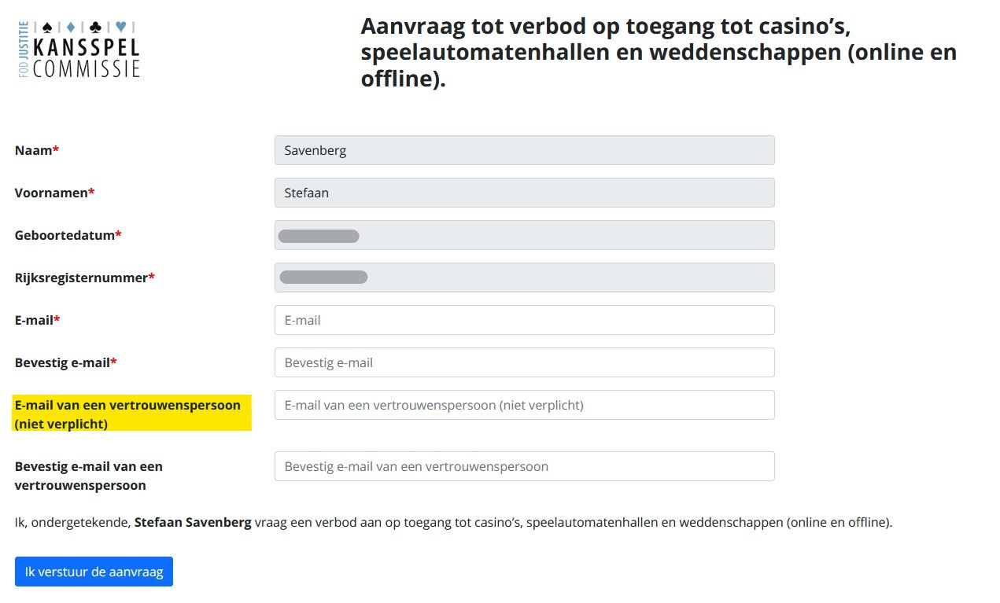 FOD JUSTITIE
KANSSPEL
COMMISSIE
Aanvraag tot verbod op toegang tot casino’s,
speelautomatenhallen en weddenschappen (online en
offline).
Naam*
Savenberg
Voornamen*
Stefaan
Geboortedatum*
Rijksregisternummer*
E-mail*
E-mail
Bevestig e-mail*
Bevestig e-mail
E-mail van een vertrouwenspersoon
(niet verplicht)
E-mail van een vertrouwenspersoon (niet verplicht)
Bevestig e-mail van een
vertrouwenspersoon
Bevestig e-mail van een vertrouwenspersoon
Ik, ondergetekende, Stefaan Savenberg vraag een verbod aan op toegang tot casino’s, speelautomatenhallen en weddenschappen (online en offline).
Ik verstuur de aanvraag